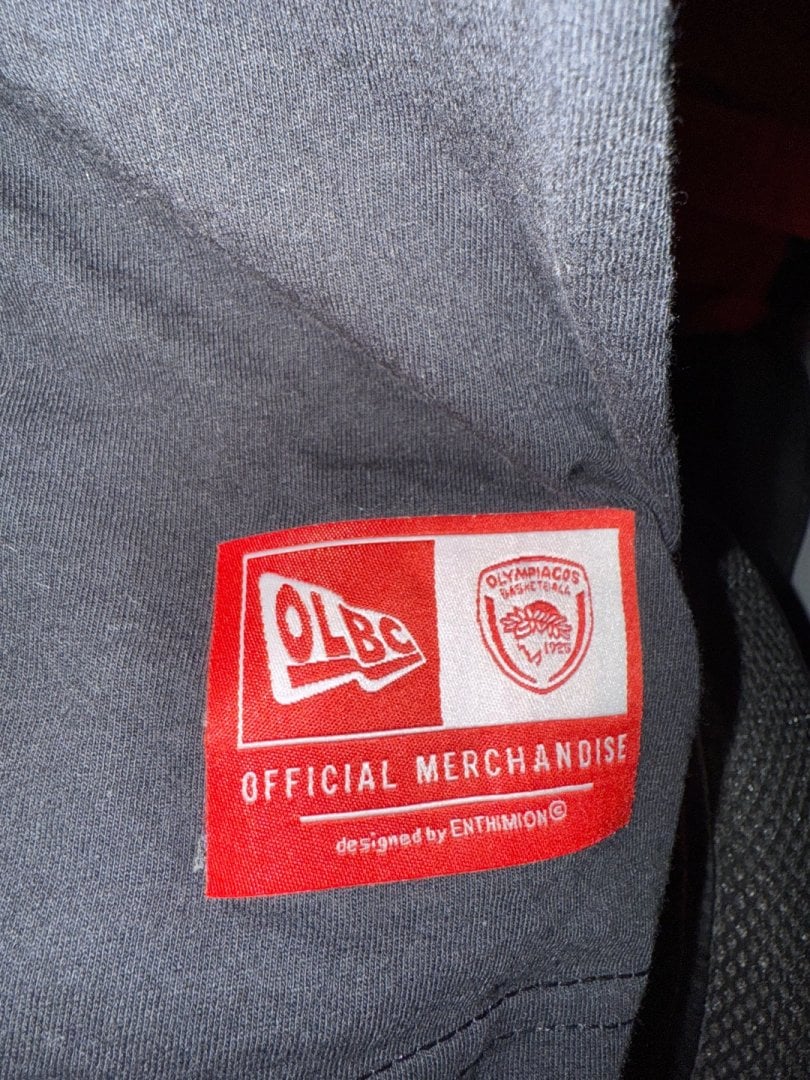 OLBC
OLYMPIACOS
BASKETBALL
1925
OFFICIAL MERCHANDISE
designed by ENTHIMION©